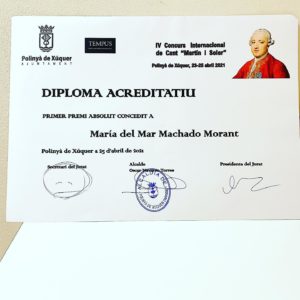 TEMPUS
IV Concurs Internacional
de Cant "Martín i Soler"
Polinyà de Xúquer
AJUNTAMENT
Polinyà de Xúquer, 23-25 abril 2021
DIPLOMA ACREDITATIU
PRIMER PREMI ABSOLUT CONCEDIT A
María del Mar Machado Morant
Polinyà de Xúquer a 25 d'abril de 2021
Secretari del Jurat
Alcalde
Presidenta del Jurat
Oscar Torres